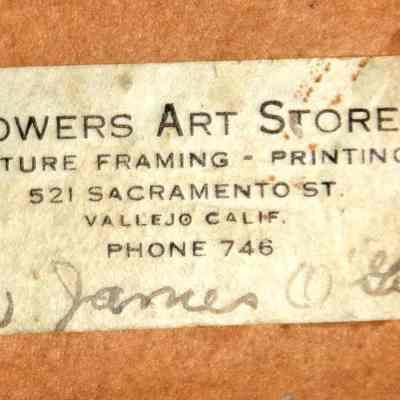 OWERS ART STORE
TURE FRAMING - PRINTING
521 SACRAMENTO ST.
VALLEJO CALIF.
PHONE 746
James